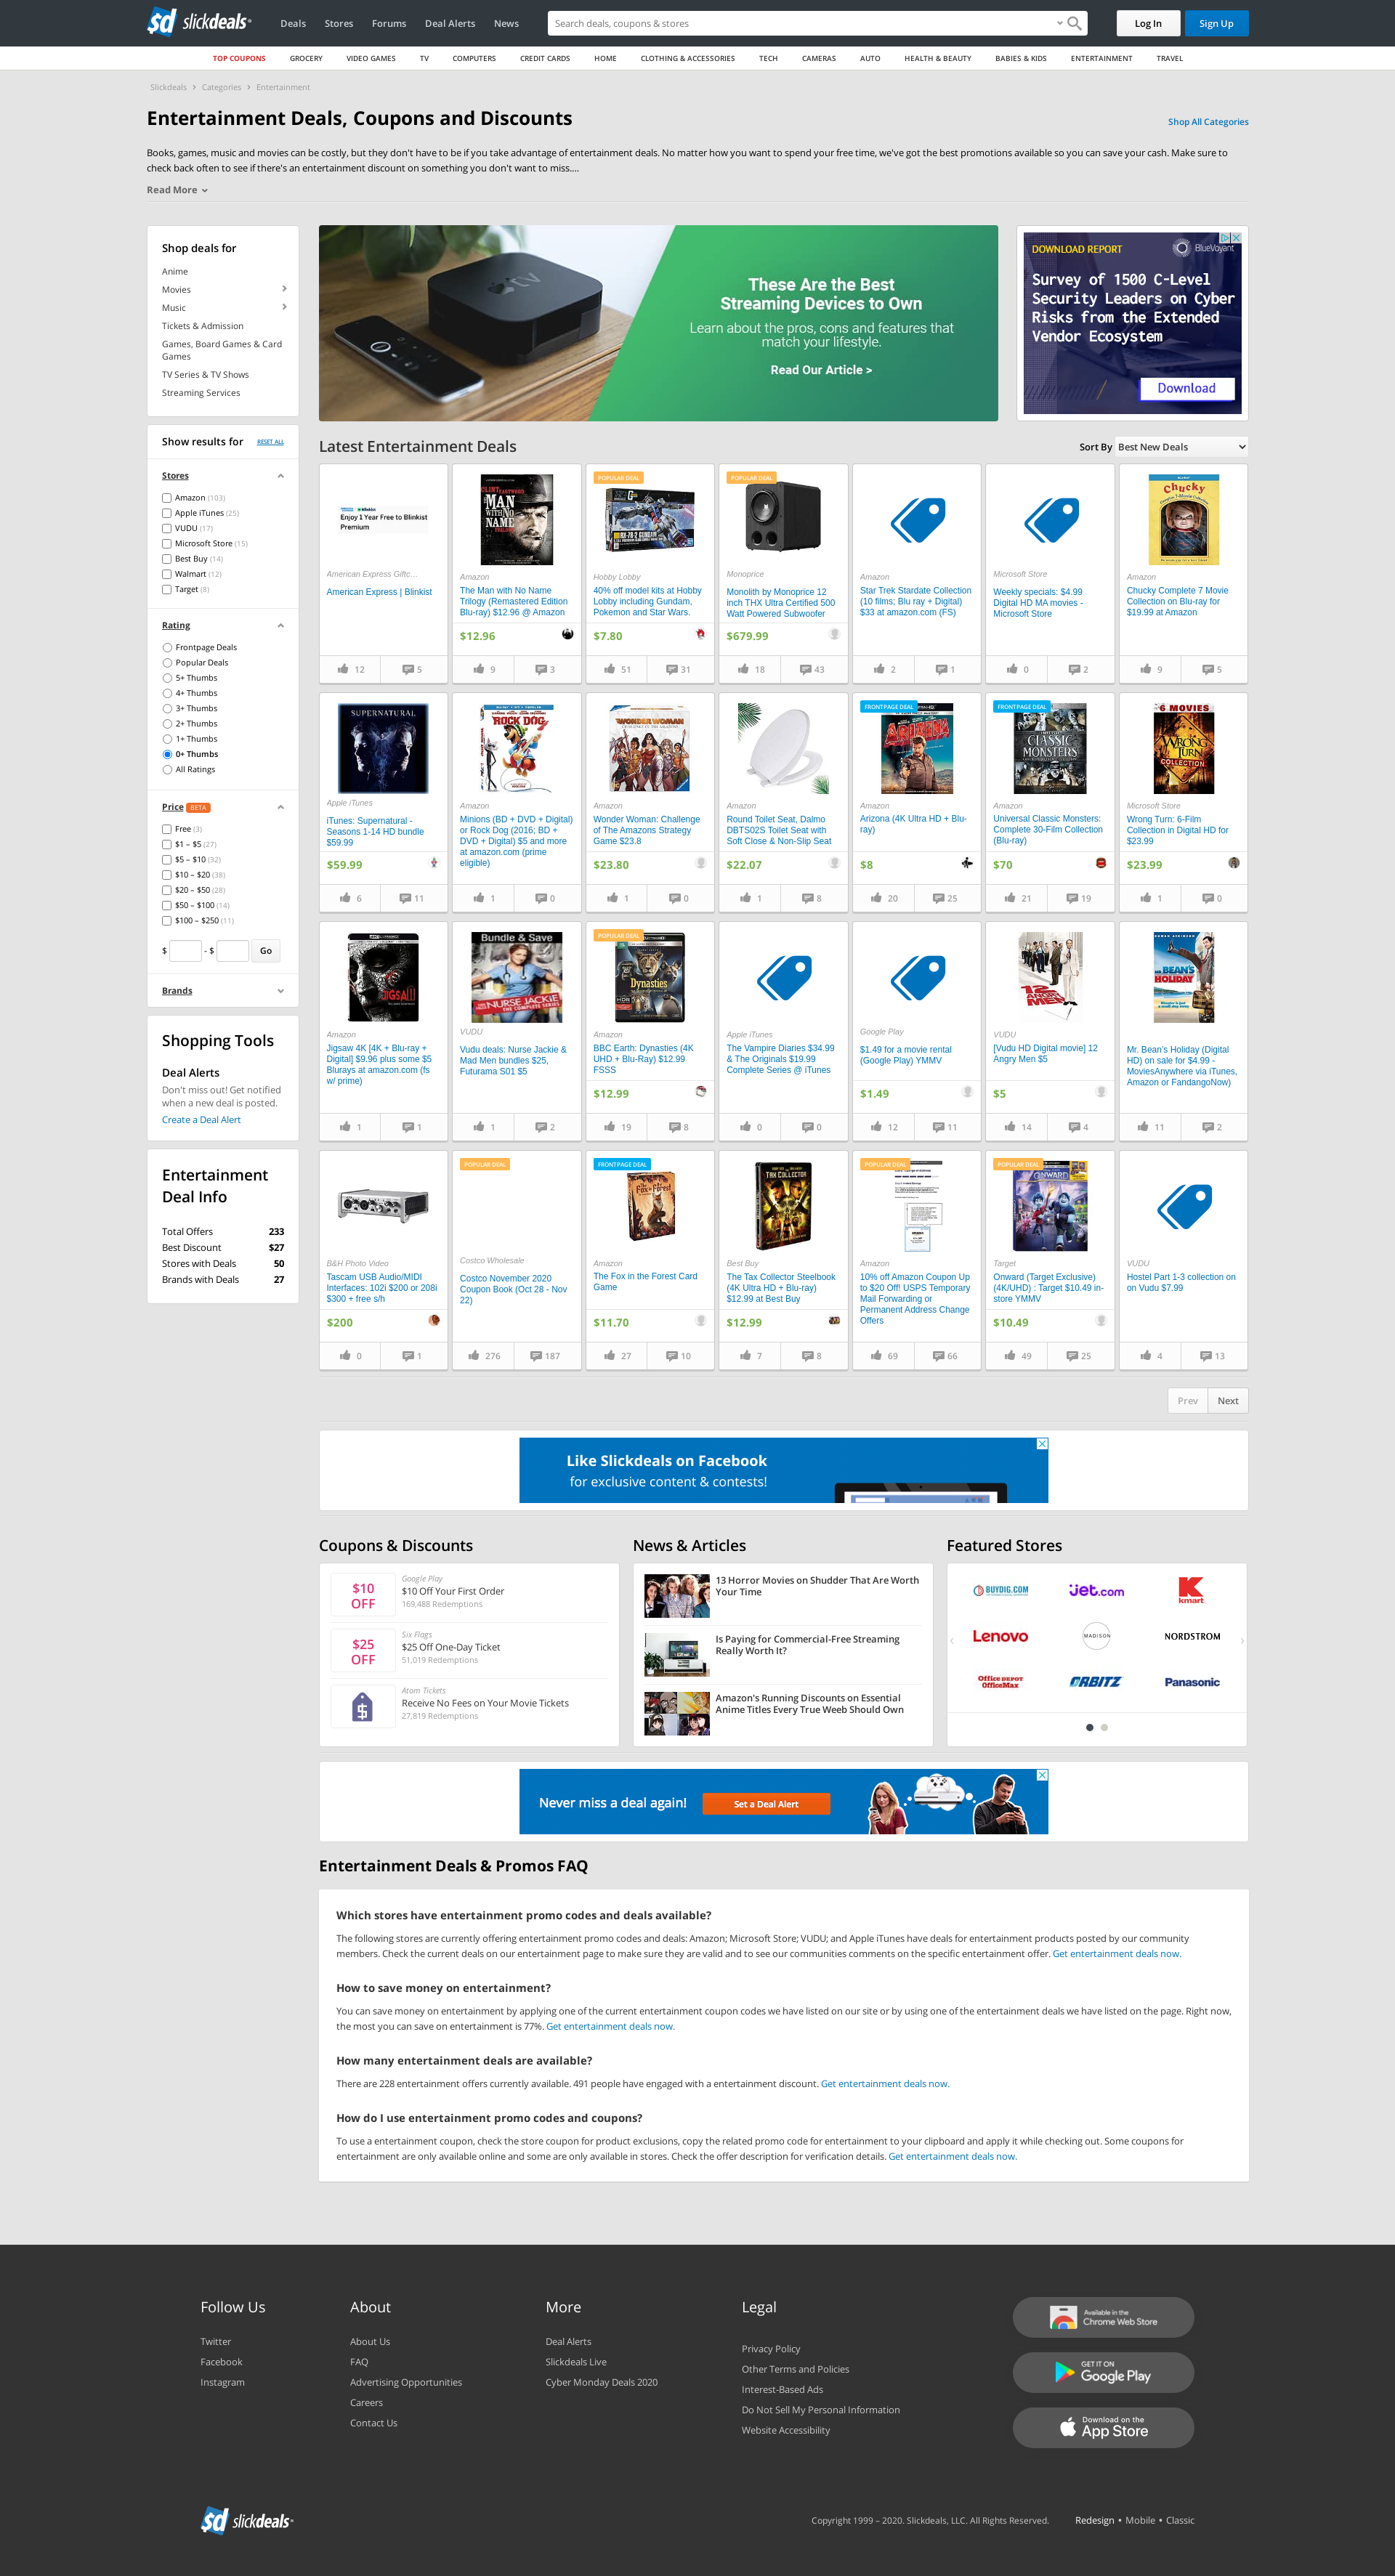 slickdeals
Deals
Stores
Forums
Deal Alerts
News
Search deals, coupons & stores
Log In
Sign Up
TOP COUPONS
GROCERY
VIDEO GAMES
TV
COMPUTERS
CREDIT CARDS
HOME
CLOTHING & ACCESSORIES
TECH
CAMERAS
AUTO
HEALTH & BEAUTY
BABIES & KIDS
ENTERTAINMENT
TRAVEL
Slickdeals › Categories › Entertainment
Entertainment Deals, Coupons and Discounts
Shop All Categories
Books, games, music and movies can be costly, but they don't have to be if you take advantage of entertainment deals. No matter how you want to spend your free time, we've got the best promotions available so you can save your cash. Make sure to
check back often to see if there's an entertainment discount on something you don't want to miss....
Read More
Shop deals for
Anime
Movies
Music
Tickets & Admission
Games, Board Games & Card
Games
TV Series & TV Shows
Streaming Services
Show results for
RESET ALL
Stores
Amazon (103)
Apple iTunes (25)
VUDU (17)
Microsoft Store (15)
Best Buy (14)
Walmart (12)
Target (8)
Rating
Frontpage Deals
Popular Deals
5+ Thumbs
4+ Thumbs
3+ Thumbs
2+ Thumbs
1+ Thumbs
0+ Thumbs
All Ratings
Price BETA
Free (3)
$1 – $5 (27)
$5 – $10 (32)
$10 – $20 (38)
$20 – $50 (28)
$50 – $100 (14)
$100 – $250 (11)
$ - $ Go
Brands
Shopping Tools
Deal Alerts
Don't miss out! Get notified
when a new deal is posted.
Create a Deal Alert
Entertainment
Deal Info
Total Offers 233
Best Discount $27
Stores with Deals 50
Brands with Deals 27
tv
These Are the Best
Streaming Devices to Own
Learn about the pros, cons and features that
match your lifestyle.
Read Our Article >
DOWNLOAD REPORT
BlueVoyant
Survey of 1500 C-Level
Security Leaders on Cyber
Risks from the Extended
Vendor Ecosystem
Download
Latest Entertainment Deals
Sort By Best New Deals
Enjoy 1 Year Free to Blinkist
Premium
American Express Giftc...
American Express | Blinkist
12 5
CLINT EASTWOOD
MAN
WITH NO
NAME
Amazon
The Man with No Name
Trilogy (Remastered Edition
Blu-ray) $12.96 @ Amazon
$12.96
9 3
POPULAR DEAL
RX-78-2 GUNDAM
Hobby Lobby
40% off model kits at Hobby
Lobby including Gundam,
Pokemon and Star Wars.
$7.80
51 31
POPULAR DEAL
Monoprice
Monolith by Monoprice 12
inch THX Ultra Certified 500
Watt Powered Subwoofer
$679.99
18 43
Amazon
Star Trek Stardate Collection
(10 films; Blu ray + Digital)
$33 at amazon.com (FS)
2 1
Microsoft Store
Weekly specials: $4.99
Digital HD MA movies -
Microsoft Store
0 2
Chucky
Amazon
Chucky Complete 7 Movie
Collection on Blu-ray for
$19.99 at Amazon
9 5
SUPERNATURAL
Apple iTunes
iTunes: Supernatural -
Seasons 1-14 HD bundle
$59.99
$59.99
6 11
ROCK DOG
Amazon
Minions (BD + DVD + Digital)
or Rock Dog (2016; BD +
DVD + Digital) $5 and more
at amazon.com (prime
eligible)
1 0
WONDER WOMAN
Amazon
Wonder Woman: Challenge
of The Amazons Strategy
Game $23.8
$23.80
1 0
Amazon
Round Toilet Seat, Dalmo
DBTS02S Toilet Seat with
Soft Close & Non-Slip Seat
$22.07
1 8
FRONTPAGE DEAL
ARIZONA
Amazon
Arizona (4K Ultra HD + Blu-
ray)
$8
20 25
FRONTPAGE DEAL
CLASSIC
MONSTERS
Amazon
Universal Classic Monsters:
Complete 30-Film Collection
(Blu-ray)
$70
21 19
6 MOVIES
WRONG
TURN
COLLECTION
Microsoft Store
Wrong Turn: 6-Film
Collection in Digital HD for
$23.99
$23.99
1 0
JIGSAW
Amazon
Jigsaw 4K [4K + Blu-ray +
Digital] $9.96 plus some $5
Blurays at amazon.com (fs
w/ prime)
1 1
Bundle & Save
NURSE JACKIE
THE COMPLETE SERIES
VUDU
Vudu deals: Nurse Jackie &
Mad Men bundles $25,
Futurama S01 $5
1 2
POPULAR DEAL
Dynasties
Amazon
BBC Earth: Dynasties (4K
UHD + Blu-Ray) $12.99
FSSS
$12.99
19 8
Apple iTunes
The Vampire Diaries $34.99
& The Originals $19.99
Complete Series @ iTunes
0 0
Google Play
$1.49 for a movie rental
(Google Play) YMMV
$1.49
12 11
12
ANGRY
MEN
VUDU
[Vudu HD Digital movie] 12
Angry Men $5
$5
14 4
ROWAN ATKINSON
MR. BEAN'S
HOLIDAY
Mr. Bean's Holiday (Digital
HD) on sale for $4.99 -
MoviesAnywhere via iTunes,
Amazon or FandangoNow)
11 2
B&H Photo Video
Tascam USB Audio/MIDI
Interfaces: 102i $200 or 208i
$300 + free s/h
$200
0 1
POPULAR DEAL
Costco Wholesale
Costco November 2020
Coupon Book (Oct 28 - Nov
22)
276 187
FRONTPAGE DEAL
Amazon
The Fox in the Forest Card
Game
$11.70
27 10
TAX COLLECTOR
Best Buy
The Tax Collector Steelbook
(4K Ultra HD + Blu-ray)
$12.99 at Best Buy
$12.99
7 8
POPULAR DEAL
Amazon
10% off Amazon Coupon Up
to $20 Off! USPS Temporary
Mail Forwarding or
Permanent Address Change
Offers
69 66
POPULAR DEAL
ONWARD
Target
Onward (Target Exclusive)
(4K/UHD) : Target $10.49 in-
store YMMV
$10.49
49 25
VUDU
Hostel Part 1-3 collection on
on Vudu $7.99
4 13
Prev Next
Like Slickdeals on Facebook
for exclusive content & contests!
Coupons & Discounts
$10
OFF
Google Play
$10 Off Your First Order
169,488 Redemptions
$25
OFF
Six Flags
$25 Off One-Day Ticket
51,019 Redemptions
Atom Tickets
Receive No Fees on Your Movie Tickets
27,819 Redemptions
News & Articles
13 Horror Movies on Shudder That Are Worth
Your Time
Is Paying for Commercial-Free Streaming
Really Worth It?
Amazon's Running Discounts on Essential
Anime Titles Every True Weeb Should Own
Featured Stores
BUYDIG.COM
jet.com
kmart
Lenovo
MADISON
NORDSTROM
Office DEPOT
OfficeMax
ORBITZ
Panasonic
Never miss a deal again!
Set a Deal Alert
Entertainment Deals & Promos FAQ
Which stores have entertainment promo codes and deals available?
The following stores are currently offering entertainment promo codes and deals: Amazon; Microsoft Store; VUDU; and Apple iTunes have deals for entertainment products posted by our community
members. Check the current deals on our entertainment page to make sure they are valid and to see our communities comments on the specific entertainment offer. Get entertainment deals now.
How to save money on entertainment?
You can save money on entertainment by applying one of the current entertainment coupon codes we have listed on our site or by using one of the entertainment deals we have listed on the page. Right now,
the most you can save on entertainment is 77%. Get entertainment deals now.
How many entertainment deals are available?
There are 228 entertainment offers currently available. 491 people have engaged with a entertainment discount. Get entertainment deals now.
How do I use entertainment promo codes and coupons?
To use a entertainment coupon, check the store coupon for product exclusions, copy the related promo code for entertainment to your clipboard and apply it while checking out. Some coupons for
entertainment are only available online and some are only available in stores. Check the offer description for verification details. Get entertainment deals now.
Follow Us
Twitter
Facebook
Instagram
About
About Us
FAQ
Advertising Opportunities
Careers
Contact Us
More
Deal Alerts
Slickdeals Live
Cyber Monday Deals 2020
Legal
Privacy Policy
Other Terms and Policies
Interest-Based Ads
Do Not Sell My Personal Information
Website Accessibility
Available in the
Chrome Web Store
GET IT ON
Google Play
Download on the
App Store
slickdeals
Copyright 1999 – 2020. Slickdeals, LLC. All Rights Reserved.
Redesign • Mobile • Classic